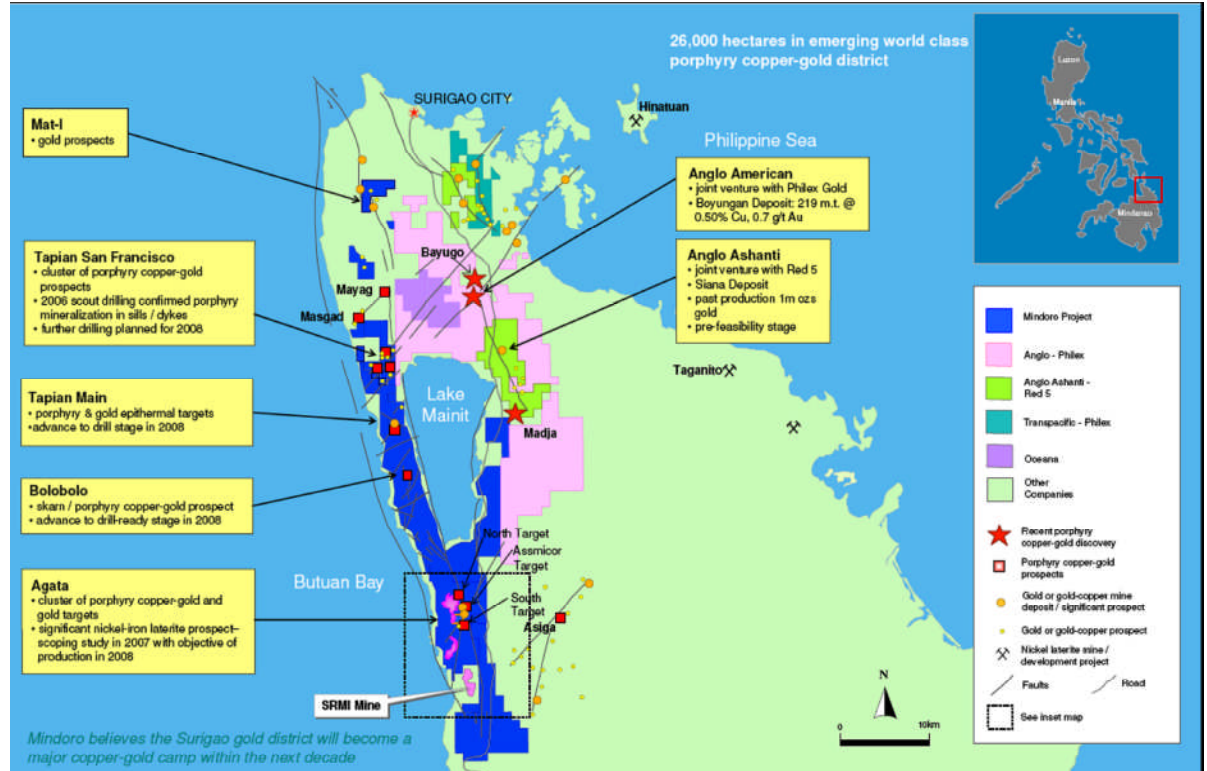 26,000 hectares in emerging world class
porphyry copper-gold district
Luzon
Manila
Mindanao
SURIGAO CITY
Hinatuan
Philippine Sea
Mat-I
• gold prospects
Anglo American
• joint venture with Philex Gold
• Boyungan Deposit: 219 m.t. @
0.50% Cu, 0.7 g/t Au
Tapian San Francisco
• cluster of porphyry copper-gold
prospects
• 2006 scout drilling confirmed porphyry
mineralization in sills / dykes
• further drilling planned for 2008
Bayugo
Mayag
Masgad
Anglo Ashanti
• joint venture with Red 5
• Siana Deposit
• past production 1m ozs
gold
• pre-feasibility stage
Taganito
Lake
Mainit
Madja
Tapian Main
• porphyry & gold epithermal targets
•advance to drill stage in 2008
Bolobolo
• skarn / porphyry copper-gold prospect
• advance to drill-ready stage in 2008
North Target
Assmicor
Target
South
Target
Asiga
Butuan Bay
Agata
• cluster of porphyry copper-gold and
gold targets
• significant nickel-iron laterite prospect–
scoping study in 2007 with objective of
production in 2008
SRMI Mine
Mindoro believes the Surigao gold district will become a
major copper-gold camp within the next decade
N
0
10km
Mindoro Project
Anglo - Philex
Anglo Ashanti -
Red 5
Transpacific - Philex
Oceana
Other
Companies
Recent porphyry
copper-gold discovery
Porphyry copper-gold
prospects
Gold or gold-copper mine
deposit / significant prospect
Gold or gold-copper prospect
Nickel laterite mine /
development project
Faults
Road
See inset map